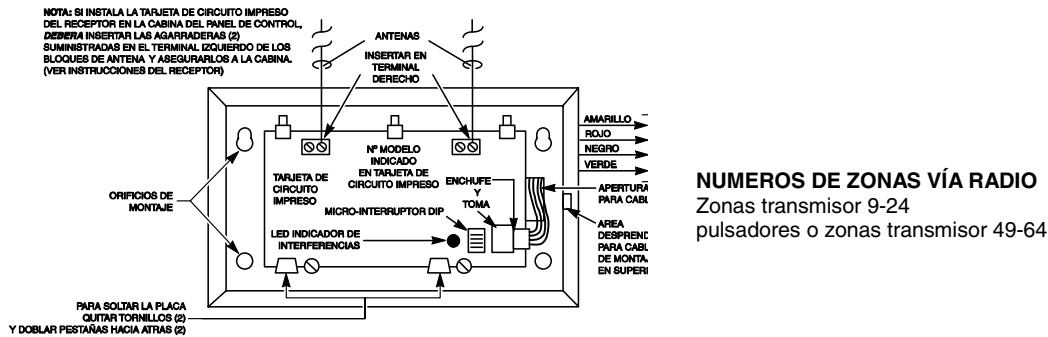 NOTA: SI INSTALA LA TARJETA DE CIRCUITO IMPRESO
DEL RECEPTOR EN LA CABINA DEL PANEL DE CONTROL,
DEBERA INSERTAR LAS AGARRADERAS (2)
SUMINISTRADAS EN EL TERMINAL IZQUIERDO DE LOS
BLOQUES DE ANTENA Y ASEGURARLOS A LA CABINA.
(VER INSTRUCCIONES DEL RECEPTOR)
ANTENAS
INSERTAR EN
TERMINAL
DERECHO
AMARILLO
ROJO
NEGRO
VERDE
Nº MODELO
INDICADO
EN TARJETA DE
CIRCUITO IMPRESO
TARJETA DE
CIRCUITO
IMPRESO
ENCHUFE
Y
TOMA
ORIFICIOS DE
MONTAJE
MICRO-INTERRUPTOR DIP
LED INDICADOR DE
INTERFERENCIAS
APERTURA
PARA CABL
AREA
DESPREND
PARA CABL
DE MONTA
EN SUPERI
PARA SOLTAR LA PLACA
QUITAR TORNILLOS (2)
Y DOBLAR PESTAÑAS HACIA ATRAS (2)
NUMEROS DE ZONAS VÍA RADIO
Zonas transmisor 9-24
pulsadores o zonas transmisor 49-64